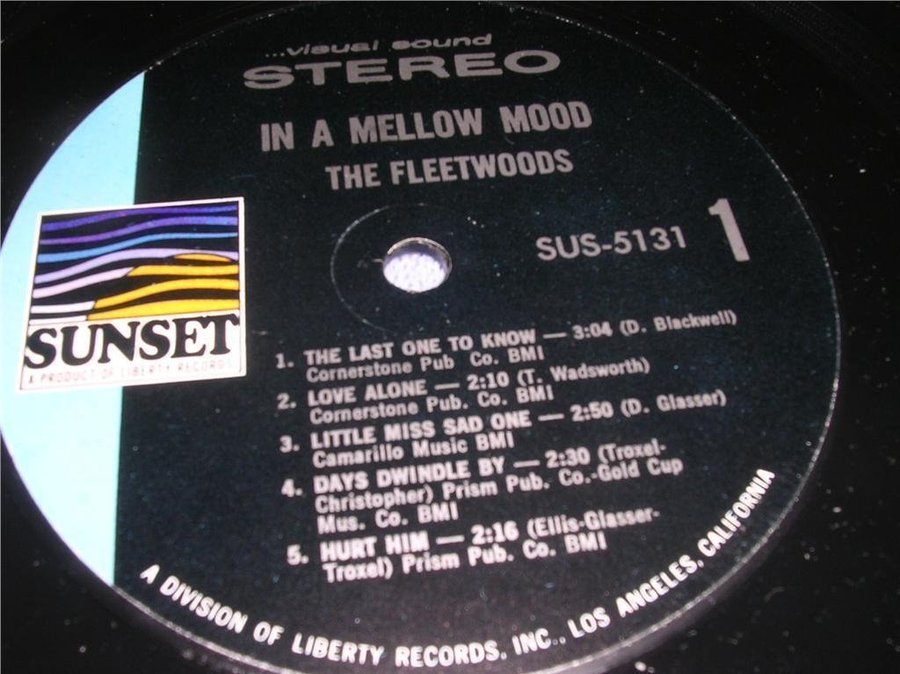 ...visual sound
STEREO
IN A MELLOW MOOD
THE FLEETWOODS
SUS-5131
1
SUNSET
A PRODUCT OF LIBERTY RECORDS
1. THE LAST ONE TO KNOW — 3:04 (D. Blackwell)
Cornerstone Pub Co. BMI
2. LOVE ALONE — 2:10 (T. Wadsworth)
Cornerstone Pub. Co. BMI
3. LITTLE MISS SAD ONE — 2:50 (D. Glasser)
Camarillo Music BMI
4. DAYS DWINDLE BY — 2:30 (Troxel-
Christopher) Prism Pub. Co.-Gold Cup
Mus. Co. BMI
5. HURT HIM — 2:16 (Ellis-Glasser-
Troxel) Prism Pub. Co. BMI
A DIVISION OF LIBERTY RECORDS, INC., LOS ANGELES, CALIFORNIA